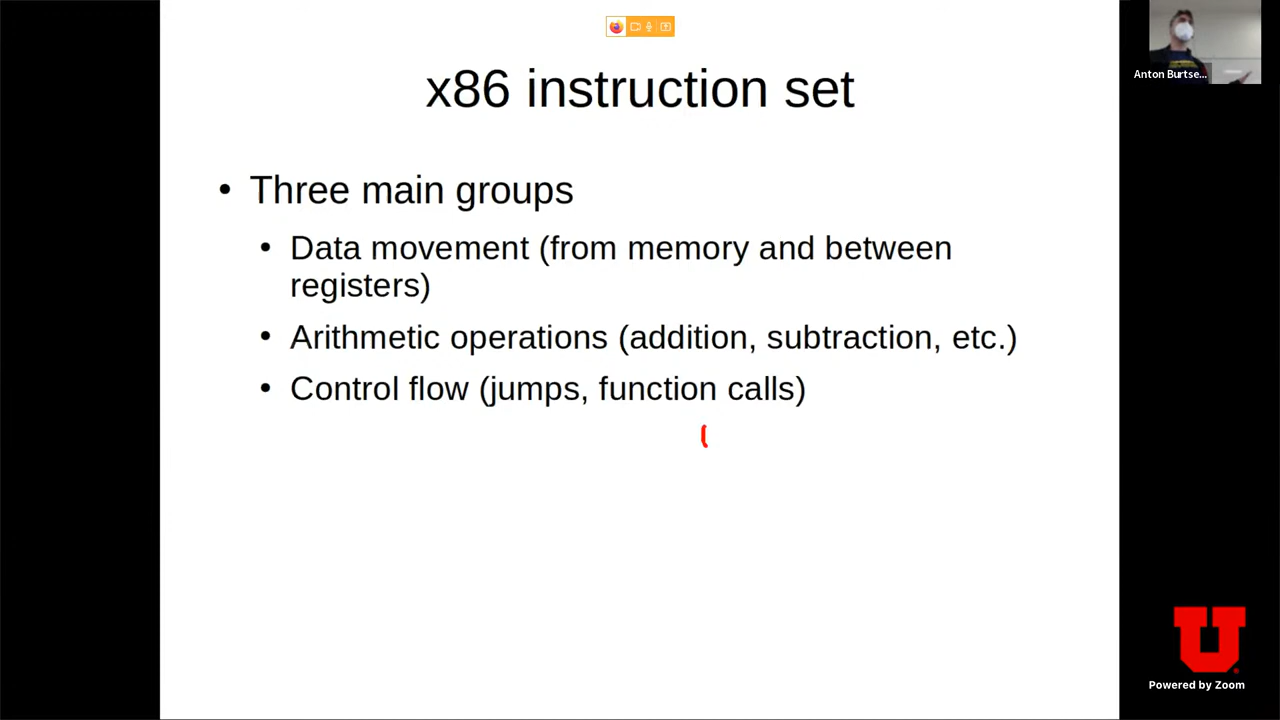 x86 instruction set
Anton Burtse...
• Three main groups
• Data movement (from memory and between
registers)
• Arithmetic operations (addition, subtraction, etc.)
• Control flow (jumps, function calls)
U
Powered by Zoom